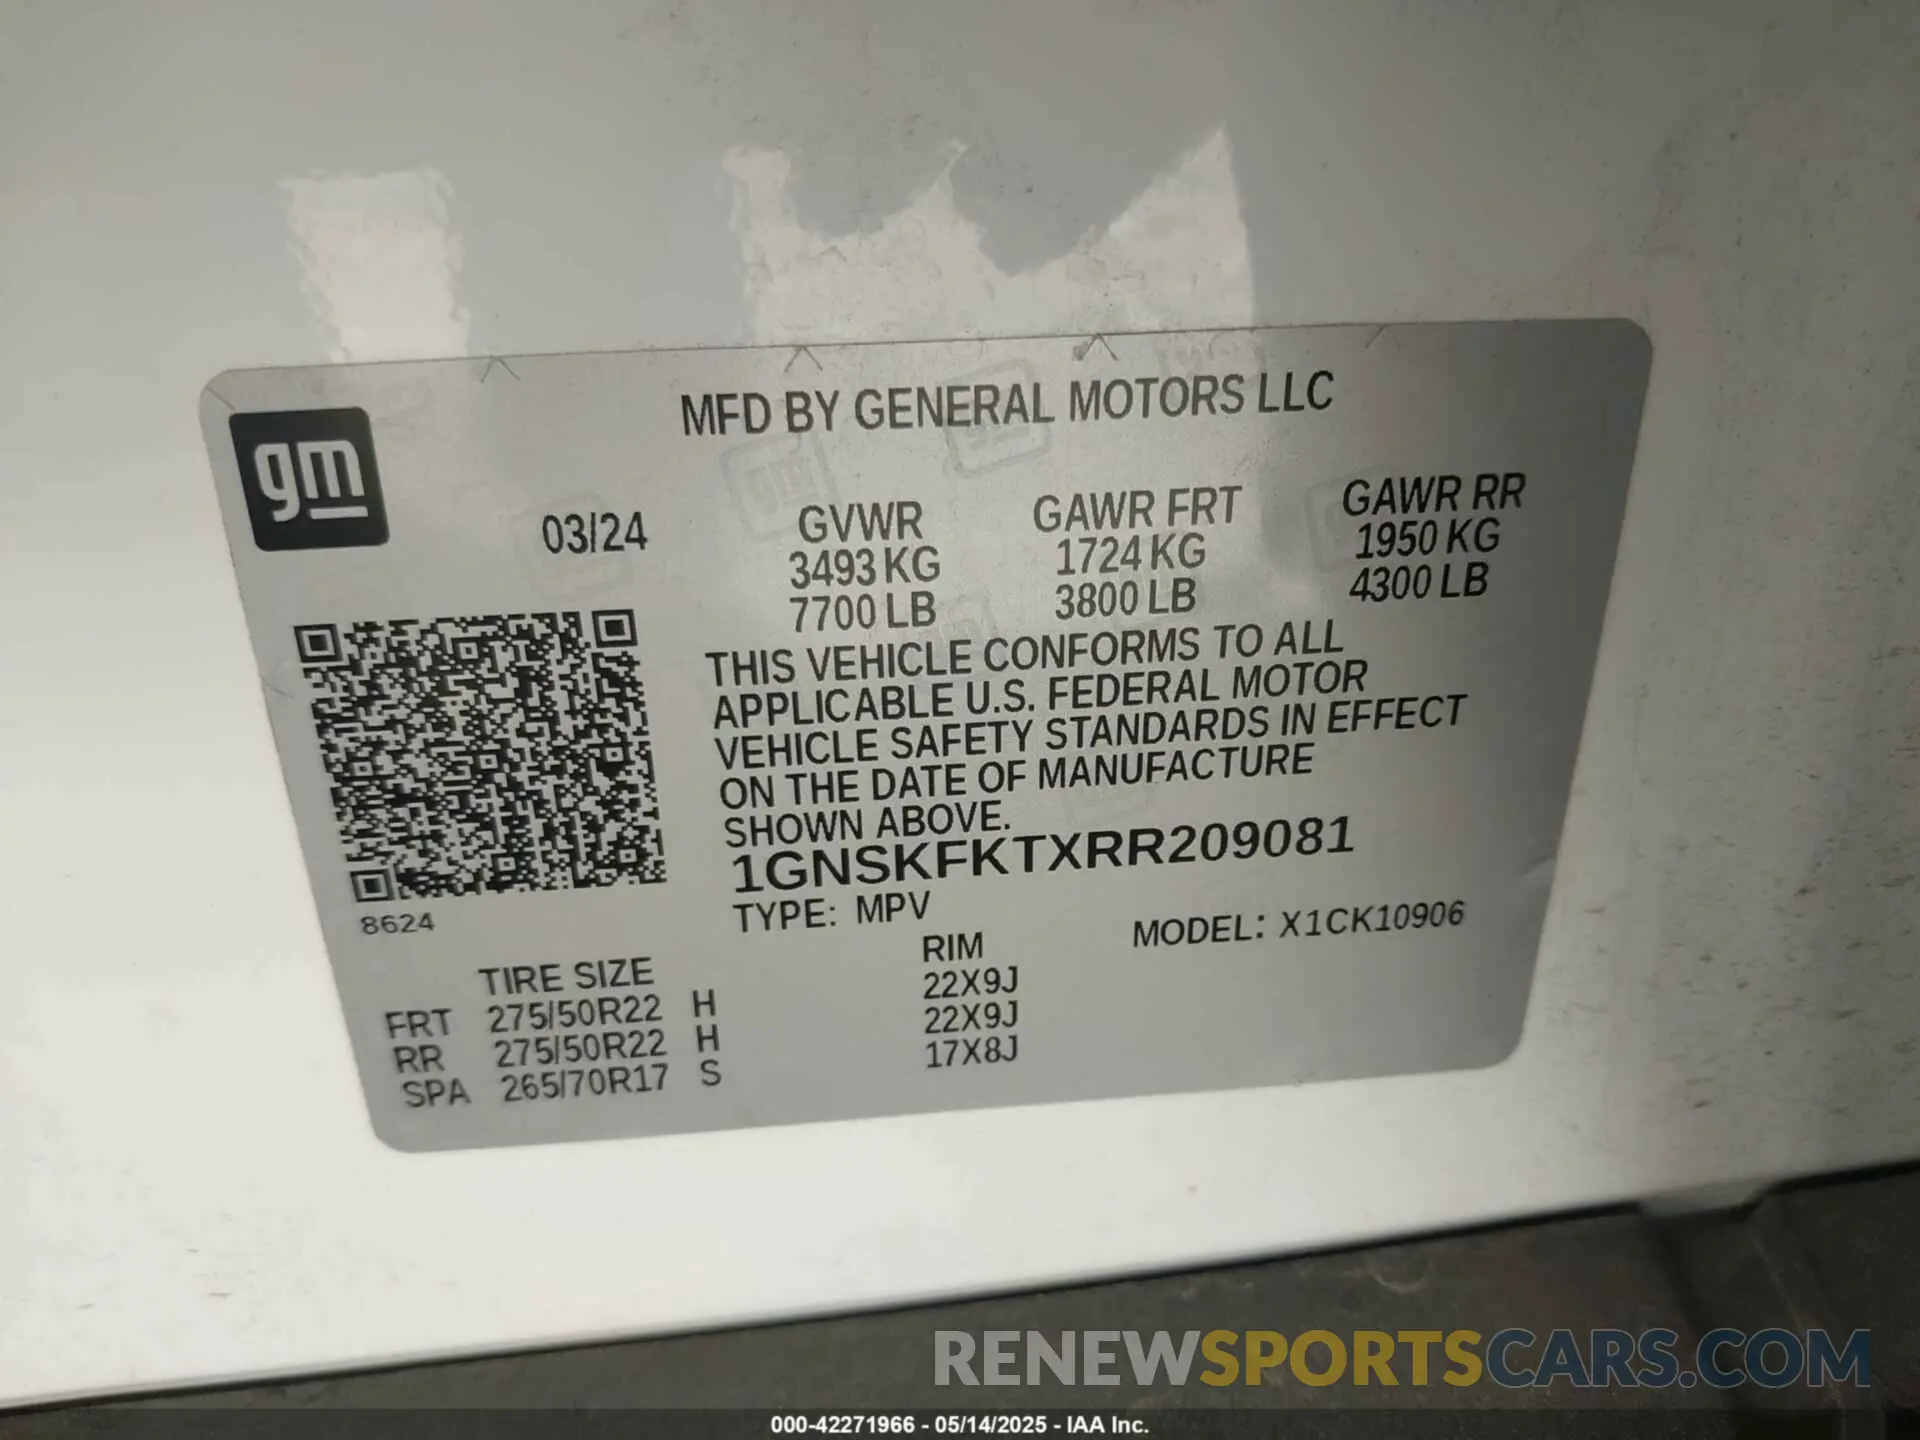 MFD BY GENERAL MOTORS LLC
gm
03/24
GVWR GAWR FRT GAWR RR
3493 KG 1724 KG 1950 KG
7700 LB 3800 LB 4300 LB
THIS VEHICLE CONFORMS TO ALL
APPLICABLE U.S. FEDERAL MOTOR
VEHICLE SAFETY STANDARDS IN EFFECT
ON THE DATE OF MANUFACTURE
SHOWN ABOVE.
1GNSKFKTXRR209081
8624
TYPE: MPV MODEL: X1CK10906
TIRE SIZE RIM
FRT 275/50R22 H 22X9J
RR 275/50R22 H 22X9J
SPA 265/70R17 S 17X8J
RENEWSPORTSCARS.COM
000-42271966 - 05/14/2025 - IAA Inc.